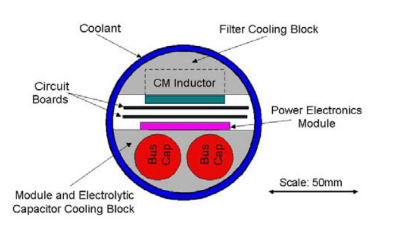 Coolant
Filter Cooling Block
CM Inductor
Circuit
Boards
Power Electronics
Module
Bus
Cap
Bus
Cap
Module and Electrolytic
Capacitor Cooling Block
Scale: 50mm